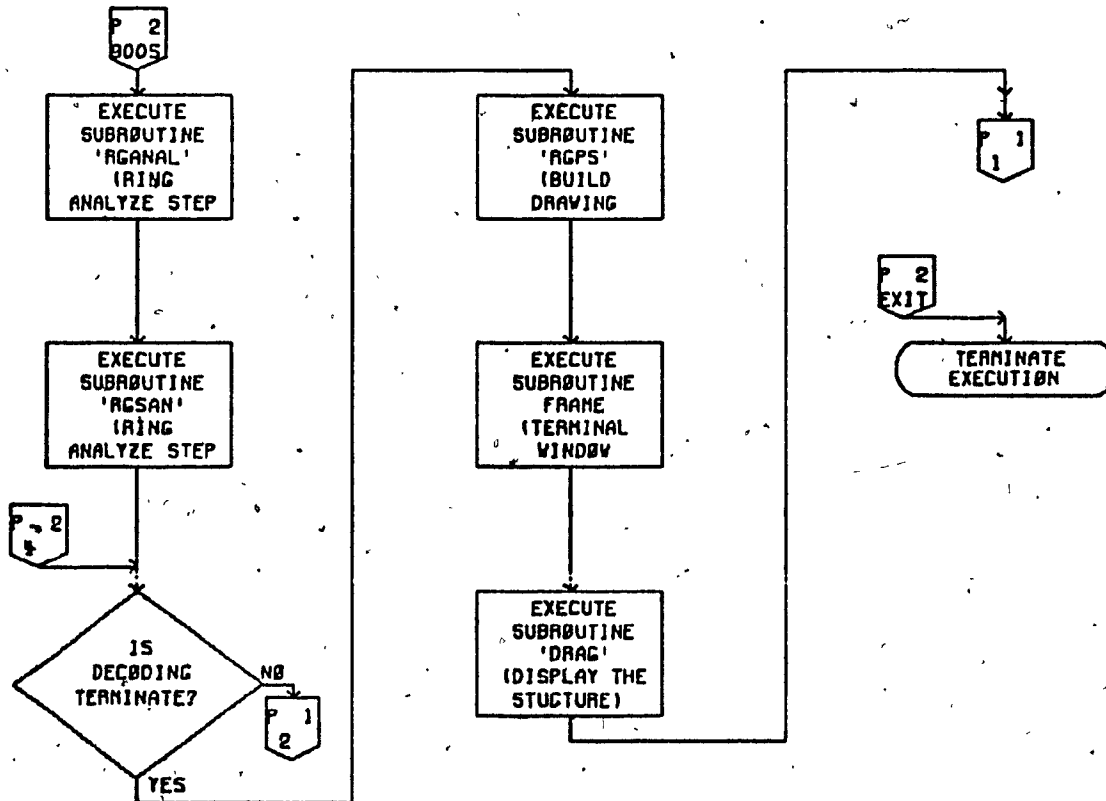 P 2
900S
EXECUTE
SUBRØUTINE
'RGANAL'
(RING
ANALYZE STEP
EXECUTE
SUBRØUTINE
'RGSAN'
(RING
ANALYZE STEP
P 2
IS
DECØDING
TERMINATE?
NØ
P 1
2
YES
EXECUTE
SUBRØUTINE
'RGPS'
(BUILD
DRAWING
EXECUTE
SUBRØUTINE
FRAME
(TERMINAL
WINDØW
EXECUTE
SUBRØUTINE
'DRAG'
(DISPLAY THE
STUCTURE)
P 1
1
P 2
EXIT
TERMINATE
EXECUTIØN